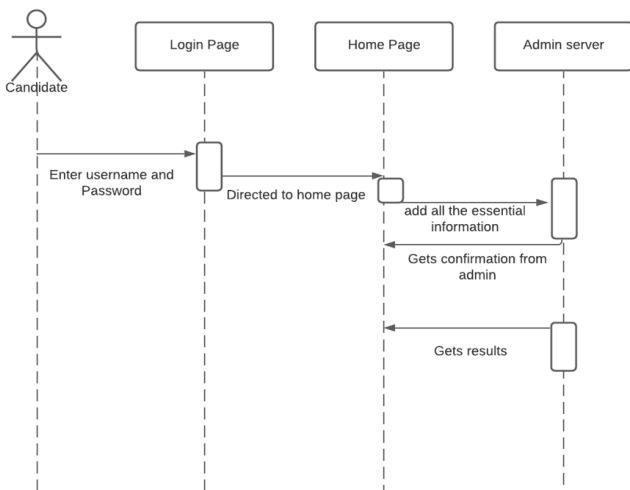 Login Page
Home Page
Admin server
Candidate
Enter username and
Password
Directed to home page
add all the essential
information
Gets confirmation from
admin
Gets results